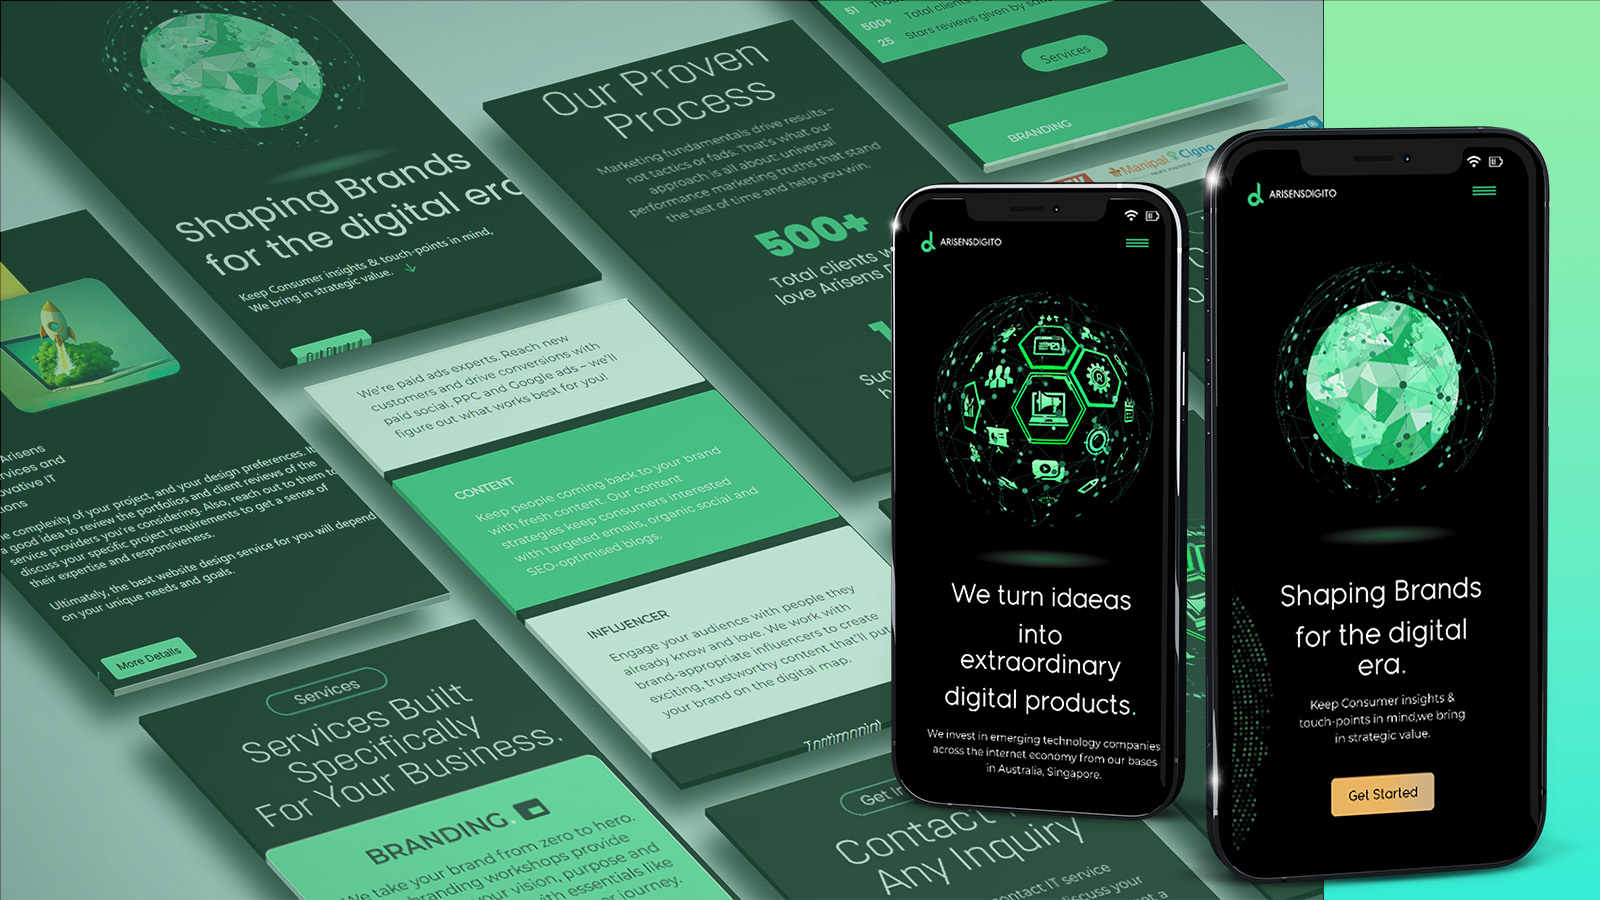 Shaping Brands
for the digital era
Keep Consumer insights & touch-points in mind,
We bring in strategic value.
Arisens
vices and
ovative IT
ions
e complexity of your project, and your design preferences. It
a good idea to review the portfolios and client reviews of the
service providers you're considering. Also, reach out to them to
discuss your specific project requirements to get a sense of
their expertise and responsiveness.
Ultimately, the best website design service for you will depend
on your unique needs and goals.
More Details
Our Proven
Process
Marketing fundamentals drive results –
not tactics or fads. That's what our
approach is all about: universal
performance marketing truths that stand
the test of time and help you win.
500+
Total clients w
love Arisens
51
500+
Total clients
25
Stars reviews given by
Services
BRANDING
Manipal Cigna
We're paid ads experts. Reach new
customers and drive conversions with
paid social, PPC and Google ads – we'll
figure out what works best for you!
CONTENT
Keep people coming back to your brand
with fresh content. Our content
strategies keep consumers interested
with targeted emails, organic social and
SEO-optimised blogs.
INFLUENCER
Engage your audience with people they
already know and love. We work with
brand-appropriate influencers to create
exciting, trustworthy content that'll put
your brand on the digital map.
Testimonial
Services
Services Built
Specifically
For Your Business.
BRANDING.
We take your brand from zero to hero.
branding workshops provide
your vision, purpose and
with essentials like
r journey.
Get In
Contact
Any Inquiry
contact IT service
discuss your
get a
ARISENSDIGITO
We turn idaeas
into
extraordinary
digital products.
We invest in emerging technology companies
across the internet economy from our bases
in Australia, Singapore.
ARISENSDIGITO
Shaping Brands
for the digital
era.
Keep Consumer insights &
touch-points in mind,we bring
in strategic value.
Get Started